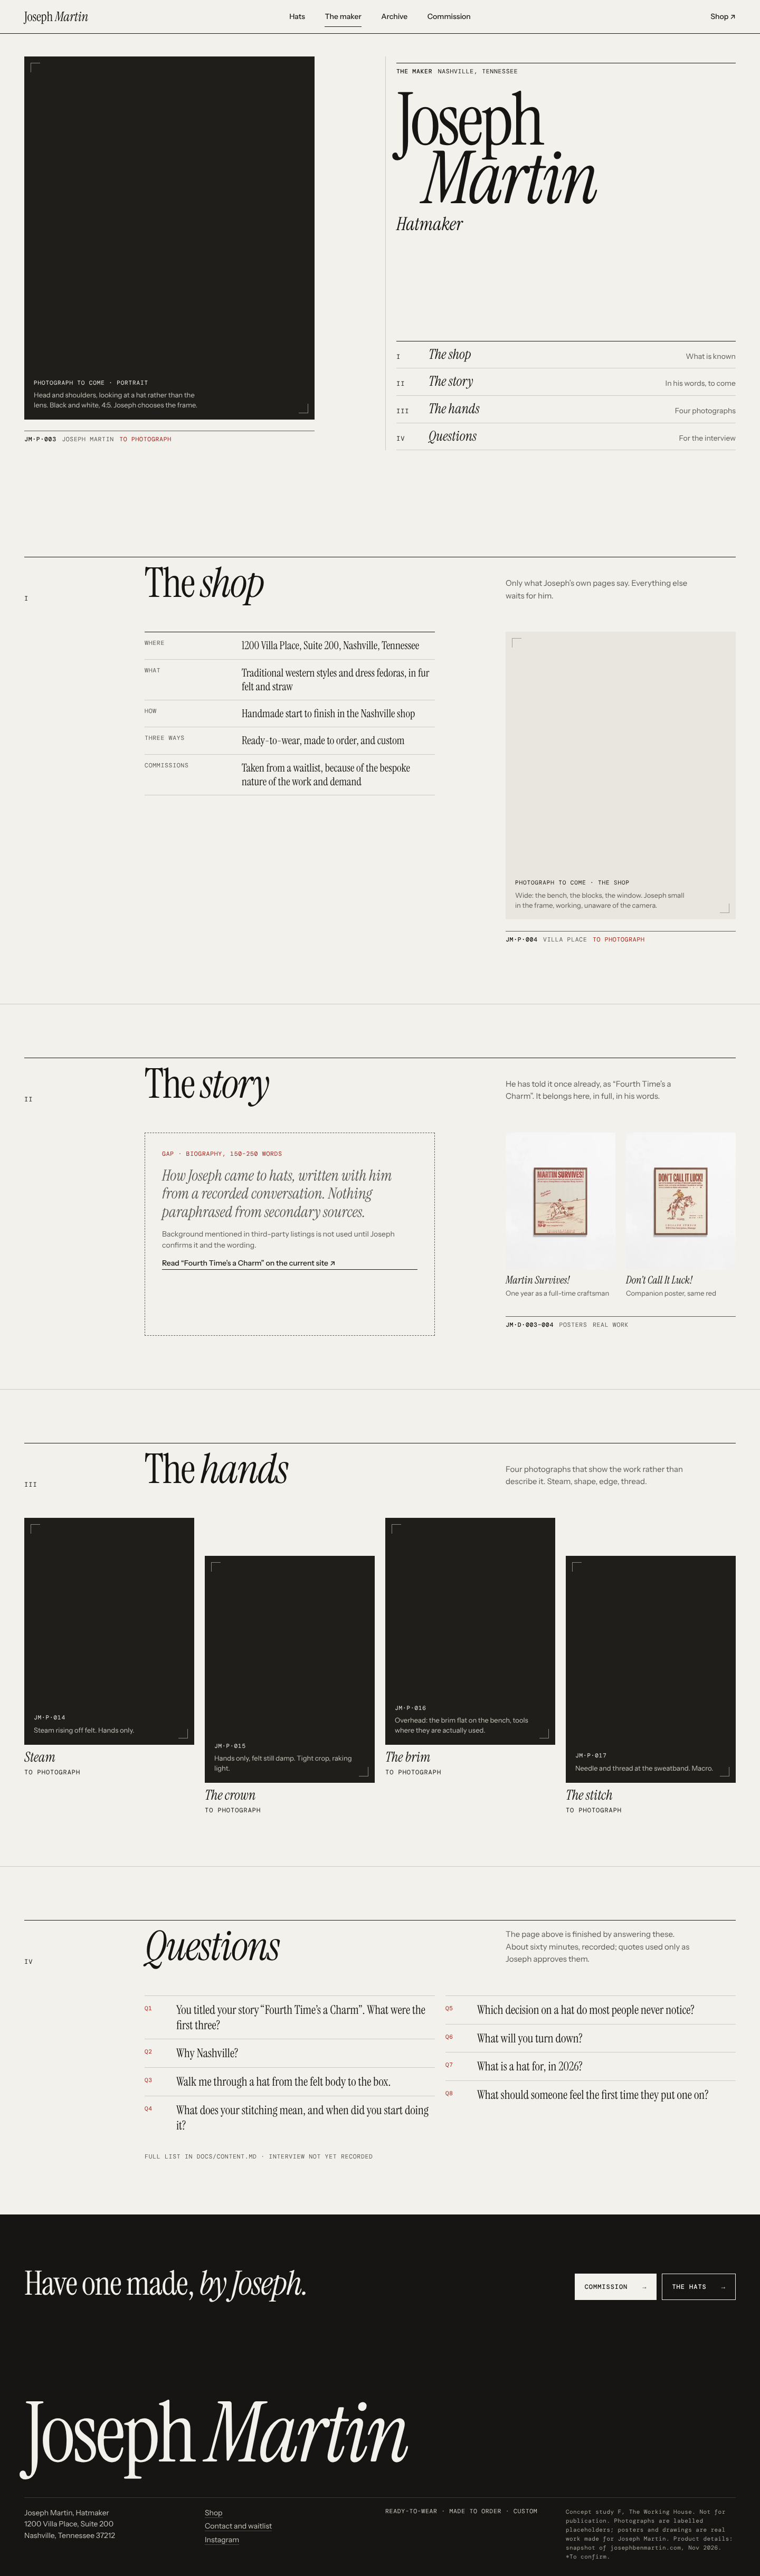 Joseph Martin
Hats
The maker
Archive
Commission
Shop ↗
PHOTOGRAPH TO COME · PORTRAIT
Head and shoulders, looking at a hat rather than the
lens. Black and white, 4:5. Joseph chooses the frame.
JM-P-003 JOSEPH MARTIN TO PHOTOGRAPH
THE MAKER NASHVILLE, TENNESSEE
Joseph
Martin
Hatmaker
I The shop What is known
II The story In his words, to come
III The hands Four photographs
IV Questions For the interview
I
The shop
Only what Joseph's own pages say. Everything else
waits for him.
WHERE 1200 Villa Place, Suite 200, Nashville, Tennessee
WHAT Traditional western styles and dress fedoras, in fur
felt and straw
HOW Handmade start to finish in the Nashville shop
THREE WAYS Ready-to-wear, made to order, and custom
COMMISSIONS Taken from a waitlist, because of the bespoke
nature of the work and demand
PHOTOGRAPH TO COME · THE SHOP
Wide: the bench, the blocks, the window. Joseph small
in the frame, working, unaware of the camera.
JM-P-004 VILLA PLACE TO PHOTOGRAPH
II
The story
He has told it once already, as “Fourth Time's a
Charm”. It belongs here, in full, in his words.
GAP · BIOGRAPHY, 150–250 WORDS
How Joseph came to hats, written with him
from a recorded conversation. Nothing
paraphrased from secondary sources.
Background mentioned in third-party listings is not used until Joseph
confirms it and the wording.
Read “Fourth Time's a Charm” on the current site ↗
MARTIN SURVIVES!
DON'T CALL IT LUCK!
Martin Survives!
One year as a full-time craftsman
Don't Call It Luck!
Companion poster, same red
JM-D-003–004 POSTERS REAL WORK
III
The hands
Four photographs that show the work rather than
describe it. Steam, shape, edge, thread.
JM-P-014
Steam rising off felt. Hands only.
Steam
TO PHOTOGRAPH
JM-P-015
Hands only, felt still damp. Tight crop, raking
light.
The crown
TO PHOTOGRAPH
JM-P-016
Overhead: the brim flat on the bench, tools
where they are actually used.
The brim
TO PHOTOGRAPH
JM-P-017
Needle and thread at the sweatband. Macro.
The stitch
TO PHOTOGRAPH
IV
Questions
The page above is finished by answering these.
About sixty minutes, recorded; quotes used only as
Joseph approves them.
Q1 You titled your story “Fourth Time's a Charm”. What were the
first three?
Q2 Why Nashville?
Q3 Walk me through a hat from the felt body to the box.
Q4 What does your stitching mean, and when did you start doing
it?
Q5 Which decision on a hat do most people never notice?
Q6 What will you turn down?
Q7 What is a hat for, in 2026?
Q8 What should someone feel the first time they put one on?
FULL LIST IN DOCS/CONTENT.MD · INTERVIEW NOT YET RECORDED
Have one made, by Joseph.
COMMISSION →
THE HATS →
Joseph Martin
Joseph Martin, Hatmaker
1200 Villa Place, Suite 200
Nashville, Tennessee 37212
Shop
Contact and waitlist
Instagram
READY-TO-WEAR · MADE TO ORDER · CUSTOM
Concept study F, The Working House. Not for
publication. Photographs are labelled
placeholders; posters and drawings are real
work made for Joseph Martin. Product details:
snapshot of josephbenmartin.com, Nov 2026.
*To confirm.